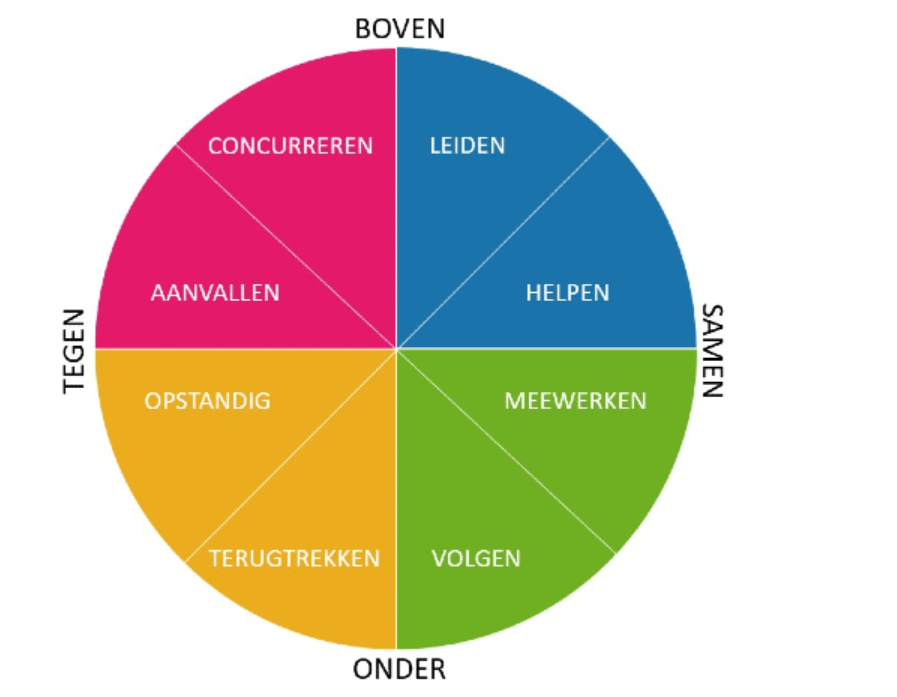 BOVEN
CONCURREREN
LEIDEN
AANVALLEN
HELPEN
TEGEN
SAMEN
OPSTANDIG
MEEWERKEN
TERUGTREKKEN
VOLGEN
ONDER